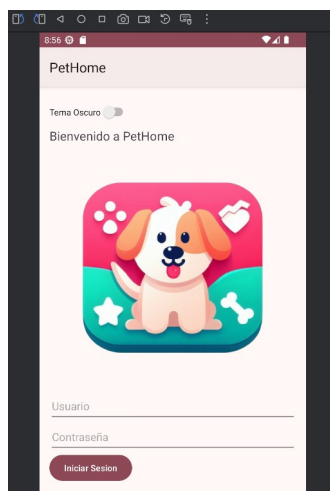 8:56
PetHome
Tema Oscuro
Bienvenido a PetHome
Usuario
Contraseña
Iniciar Sesion